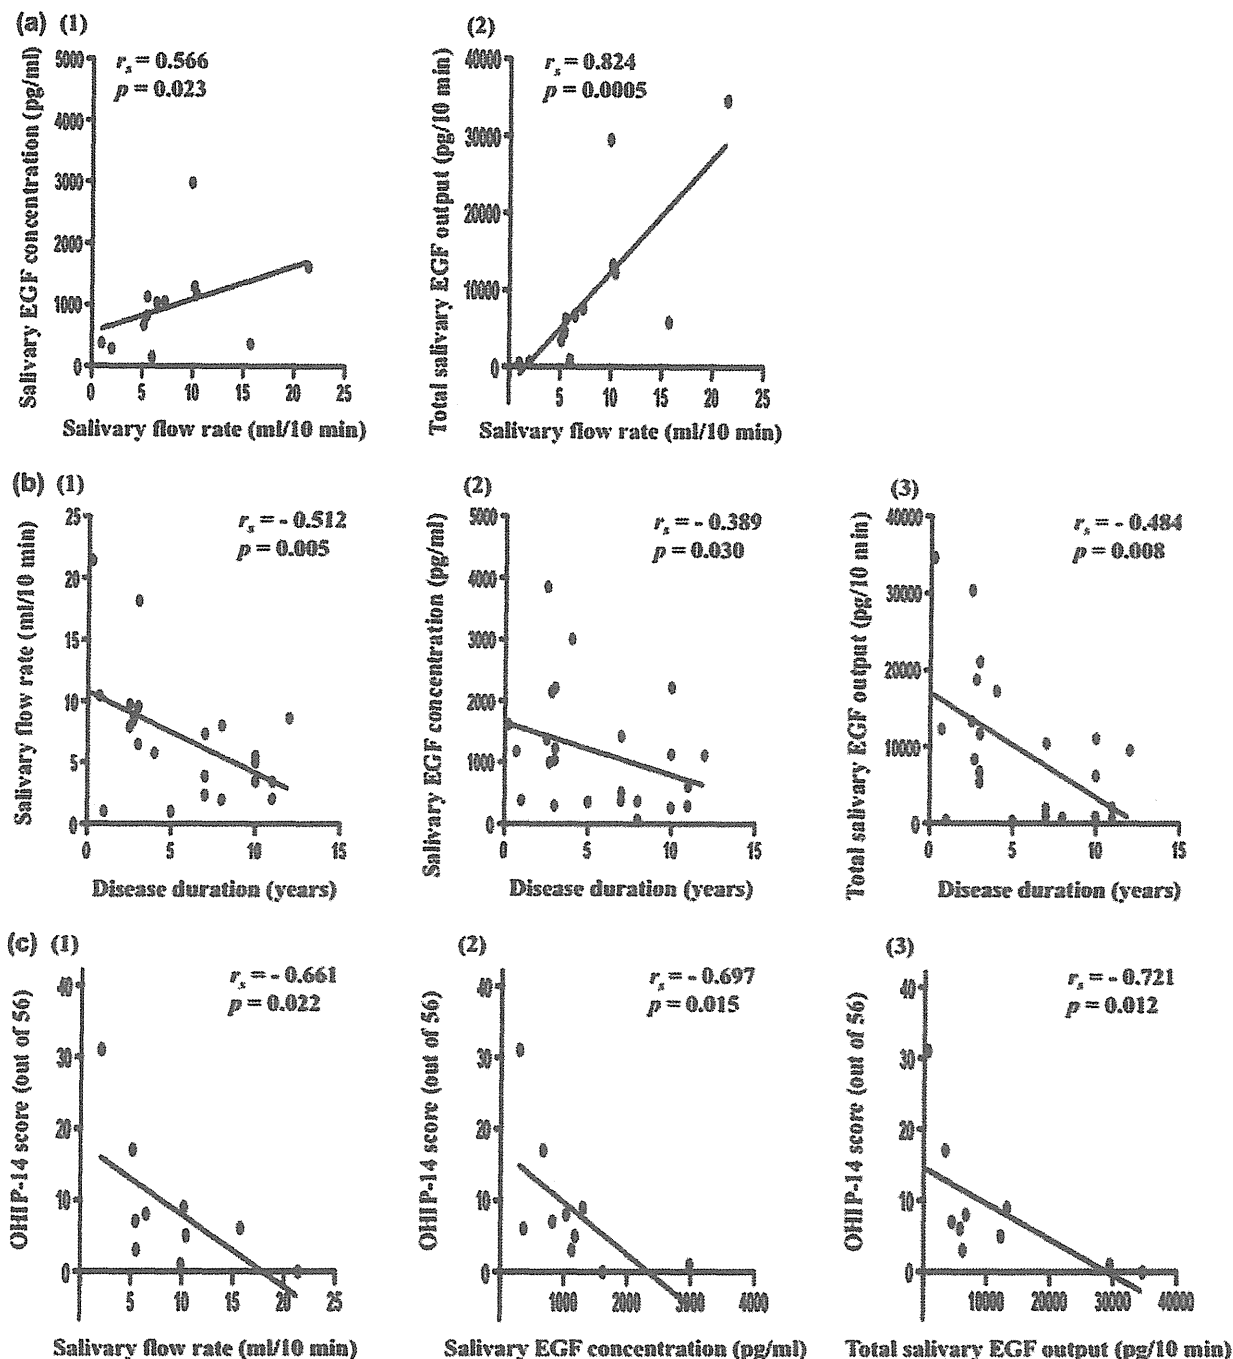 (a) (1)
r_s = 0.566
p = 0.023
Salivary EGF concentration (pg/ml)
5000
4000
3000
2000
1000
0
0 5 10 15 20 25
Salivary flow rate (ml/10 min)
(2)
r_s = 0.824
p = 0.0005
Total salivary EGF output (pg/10 min)
40000
30000
20000
10000
0
5 10 15 20 25
Salivary flow rate (ml/10 min)
(b) (1)
r_s = - 0.512
p = 0.005
Salivary flow rate (ml/10 min)
25
20
15
10
5
0
0 5 10 15
Disease duration (years)
(2)
r_s = - 0.389
p = 0.030
Salivary EGF concentration (pg/ml)
5000
4000
3000
2000
1000
0
0 5 10 15
Disease duration (years)
(3)
r_s = - 0.484
p = 0.008
Total salivary EGF output (pg/10 min)
40000
30000
20000
10000
0
0 5 10 15
Disease duration (years)
(c) (1)
r_s = - 0.661
p = 0.022
OHIP-14 score (out of 56)
40
30
20
10
0
5 10 15 20 25
Salivary flow rate (ml/10 min)
(2)
r_s = - 0.697
p = 0.015
OHIP-14 score (out of 56)
40
30
20
10
0
1000 2000 3000 4000
Salivary EGF concentration (pg/ml)
(3)
r_s = - 0.721
p = 0.012
OHIP-14 score (out of 56)
40
30
20
10
0
10000 20000 30000 40000
Total salivary EGF output (pg/10 min)